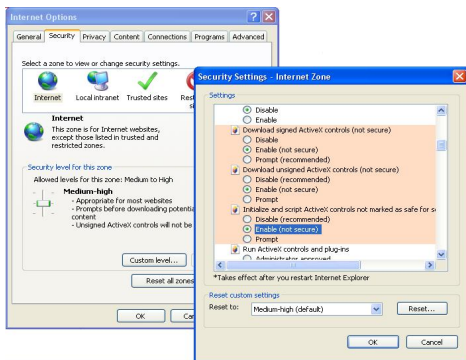 Internet Options
General Security Privacy Content Connections Programs Advanced
Select a zone to view or change security settings.
Internet Local intranet Trusted sites
Internet
This zone is for Internet websites,
except those listed in trusted and
restricted zones.
Security level for this zone
Allowed levels for this zone: Medium to High
Medium-high
- Appropriate for most websites
- Prompts before downloading
content
- Unsigned ActiveX controls will not be
Custom level...
Reset all zones
OK
Security Settings - Internet Zone
Settings
Disable
Enable
Download signed ActiveX controls (not secure)
Disable
Enable (not secure)
Prompt (recommended)
Download unsigned ActiveX controls (not secure)
Disable (recommended)
Enable (not secure)
Prompt
Initialize and script ActiveX controls not marked as safe for
Disable (recommended)
Enable (not secure)
Prompt
Run ActiveX controls and plug-ins
Administrator approved
*Takes effect after you restart Internet Explorer
Reset custom settings
Reset to: Medium-high (default) Reset...
OK Cancel